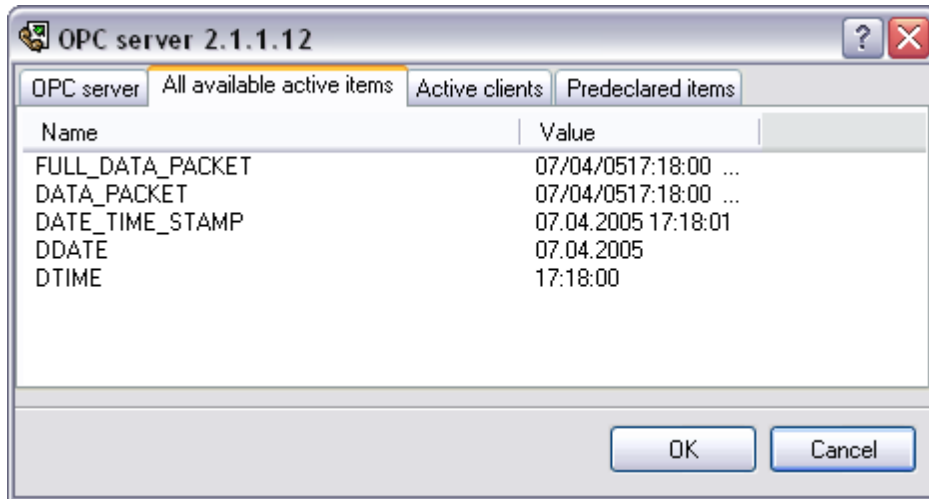 OPC server 2.1.1.12
OPC server All available active items Active clients Predeclared items
Name Value
FULL_DATA_PACKET 07/04/0517:18:00 ...
DATA_PACKET 07/04/0517:18:00 ...
DATE_TIME_STAMP 07.04.2005 17:18:01
DDATE 07.04.2005
DTIME 17:18:00
OK Cancel